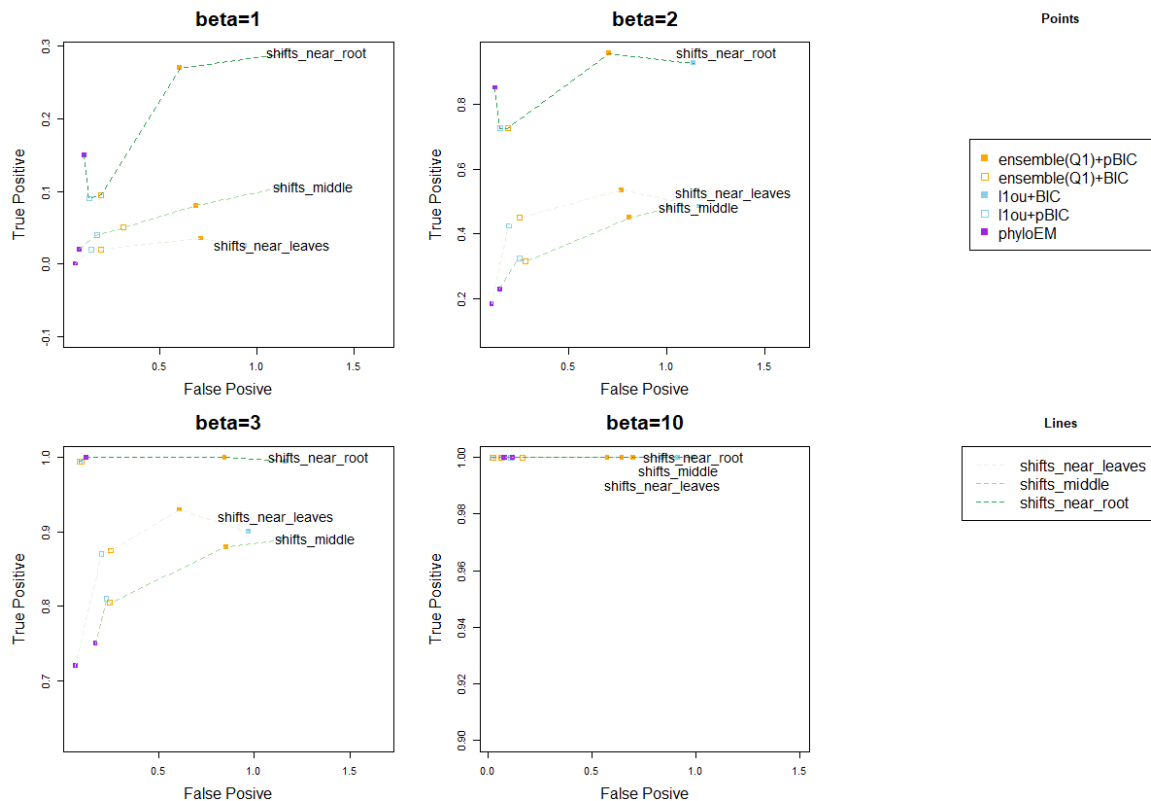 beta=1
0.3
0.2
0.1
0.0
-0.1
True Positive
shifts_near_root
shifts_middle
shifts_near_leaves
0.5 1.0 1.5
False Posive
beta=2
0.8
0.6
0.4
0.2
True Positive
shifts_near_root
shifts_near_leaves
shifts_middle
0.5 1.0 1.5
False Posive
Points
ensemble(Q1)+pBIC
ensemble(Q1)+BIC
l1ou+BIC
l1ou+pBIC
phyloEM
beta=3
1.0
0.9
0.8
0.7
True Positive
shifts_near_root
shifts_near_leaves
shifts_middle
0.5 1.0 1.5
False Posive
beta=10
1.00
0.98
0.96
0.94
0.92
0.90
True Positive
shifts_near_root
shifts_middle
shifts_near_leaves
0.0 0.5 1.0 1.5
False Posive
Lines
shifts_near_leaves
shifts_middle
shifts_near_root